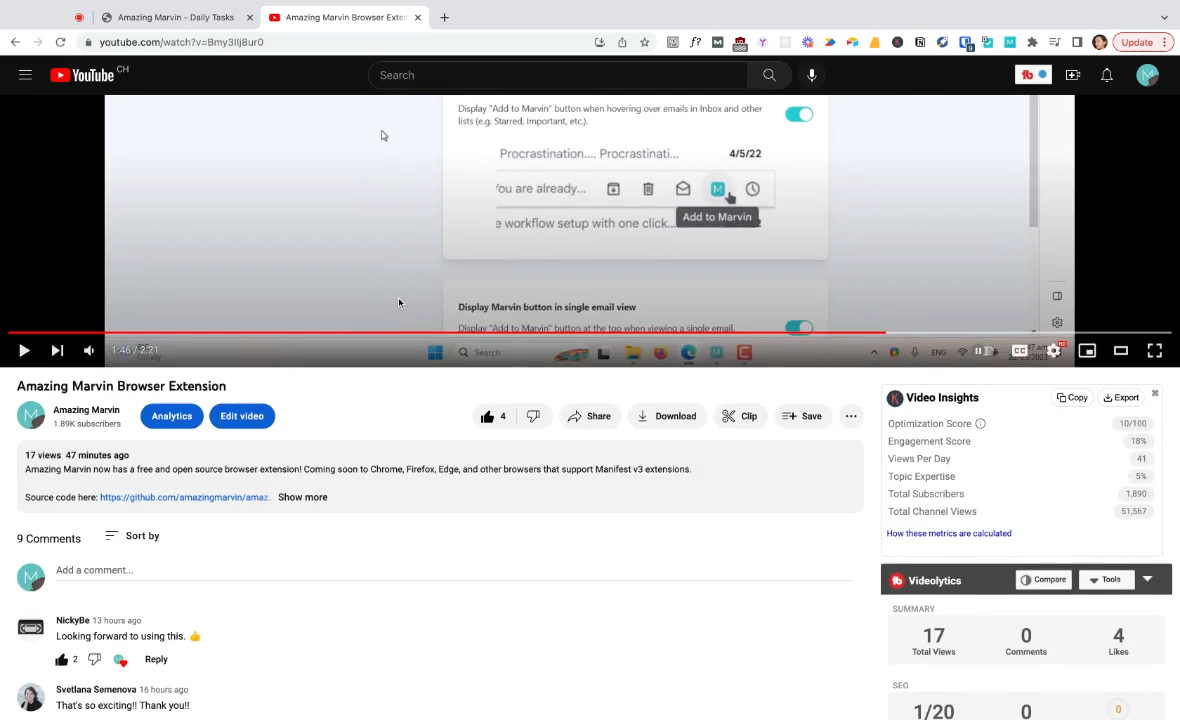 Amazing Marvin - Daily Tasks
Amazing Marvin Browser Exten
youtube.com/watch?v=Bmy3IIj8ur0
989
9
Update
YouTube CH
Search
Display "Add to Marvin" button when hovering over emails in Inbox and other
lists (e.g. Starred, Important, etc.).
Procrastination.... Procrastinati... 4/5/22
You are already...
M
Add to Marvin
e workflow setup with one click...
Display Marvin button in single email view
Display "Add to Marvin" button at the top when viewing a single email.
Cloudy
Search
ENG
1:46 / 2:21
CC
HD
Amazing Marvin Browser Extension
Amazing Marvin
1.89K subscribers
Analytics
Edit video
4
Share
Download
Clip
Save
17 views 47 minutes ago
Amazing Marvin now has a free and open source browser extension! Coming soon to Chrome, Firefox, Edge, and other browsers that support Manifest v3 extensions.
Source code here: https://github.com/amazingmarvin/amaz. Show more
9 Comments
Sort by
Add a comment...
NickyBe 13 hours ago
Looking forward to using this. 👍
2
Reply
Svetlana Semenova 16 hours ago
That's so exciting!! Thank you!!
Video Insights
Copy
Export
Optimization Score 10/100
Engagement Score 18%
Views Per Day 41
Topic Expertise 5%
Total Subscribers 1,890
Total Channel Views 51,567
How these metrics are calculated
Videolytics
Compare
Tools
SUMMARY
17 0 4
Total Views Comments Likes
SEO
1/20 0 0